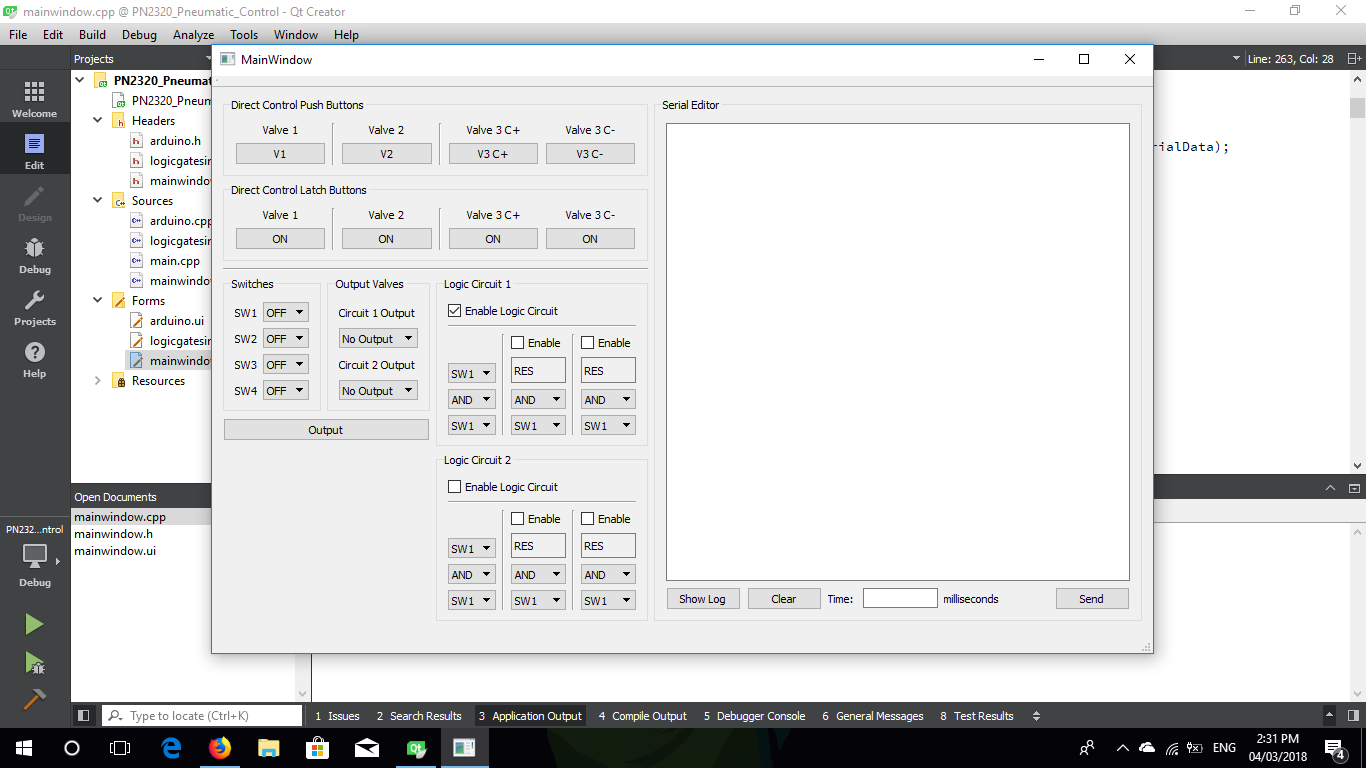 mainwindow.cpp @ PN2320_Pneumatic_Control - Qt Creator
File Edit Build Debug Analyze Tools Window Help
Projects
MainWindow
Line: 263, Col: 28
Welcome
Edit
Design
Debug
Projects
Help
PN2320_Pneumat
PN2320_Pneum
Headers
arduino.h
logicgatesin
mainwindo
Sources
arduino.cpp
logicgatesin
main.cpp
mainwindo
Forms
arduino.ui
logicgatesin
mainwindo
Resources
rialData);
Direct Control Push Buttons
Valve 1 Valve 2 Valve 3 C+ Valve 3 C-
V1 V2 V3 C+ V3 C-
Direct Control Latch Buttons
Valve 1 Valve 2 Valve 3 C+ Valve 3 C-
ON ON ON ON
Switches
SW1 OFF
SW2 OFF
SW3 OFF
SW4 OFF
Output Valves
Circuit 1 Output
No Output
Circuit 2 Output
No Output
Output
Logic Circuit 1
Enable Logic Circuit
Enable Enable
SW1 RES RES
AND AND AND
SW1 SW1 SW1
Logic Circuit 2
Enable Logic Circuit
Enable Enable
SW1 RES RES
AND AND AND
SW1 SW1 SW1
Serial Editor
Show Log Clear Time: milliseconds Send
Open Documents
mainwindow.cpp
mainwindow.h
mainwindow.ui
PN232...ntrol
Debug
Type to locate (Ctrl+K) 1 Issues 2 Search Results 3 Application Output 4 Compile Output 5 Debugger Console 6 General Messages 8 Test Results
ENG
2:31 PM
04/03/2018
4